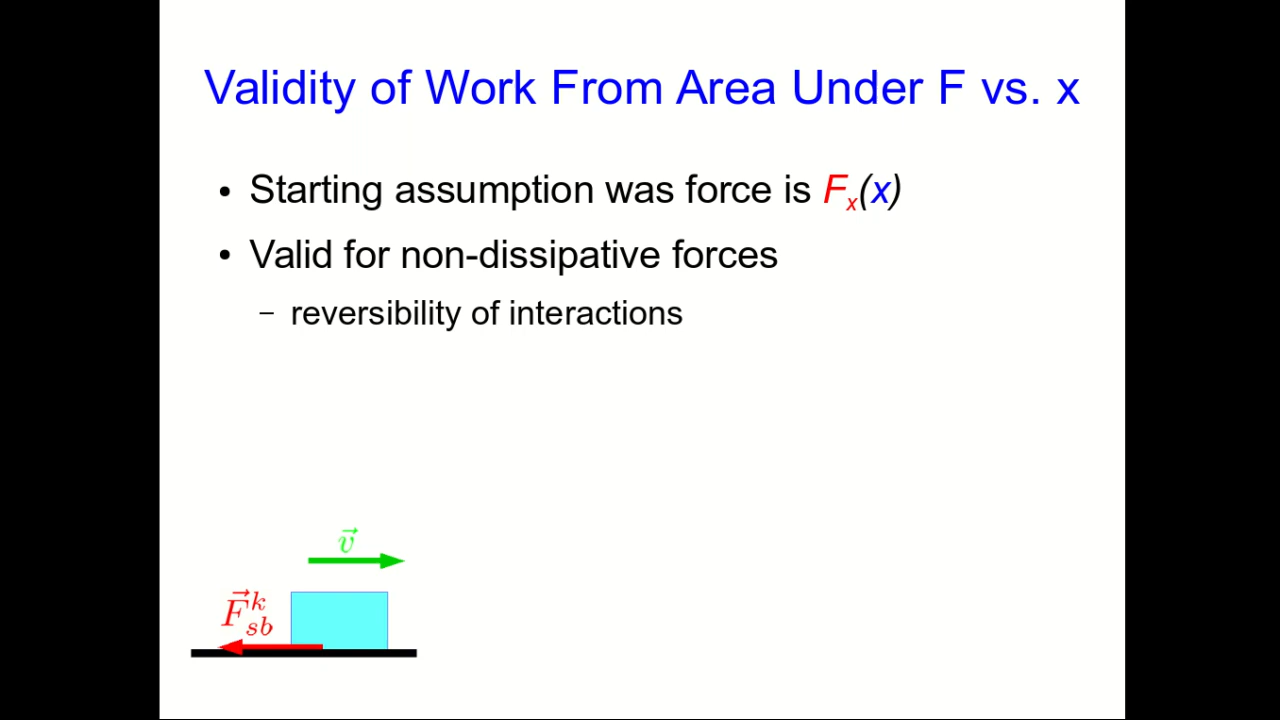 Validity of Work From Area Under F vs. x
• Starting assumption was force is Fₓ(x)
• Valid for non-dissipative forces
– reversibility of interactions
v⃗
F⃗ᵏ_sb